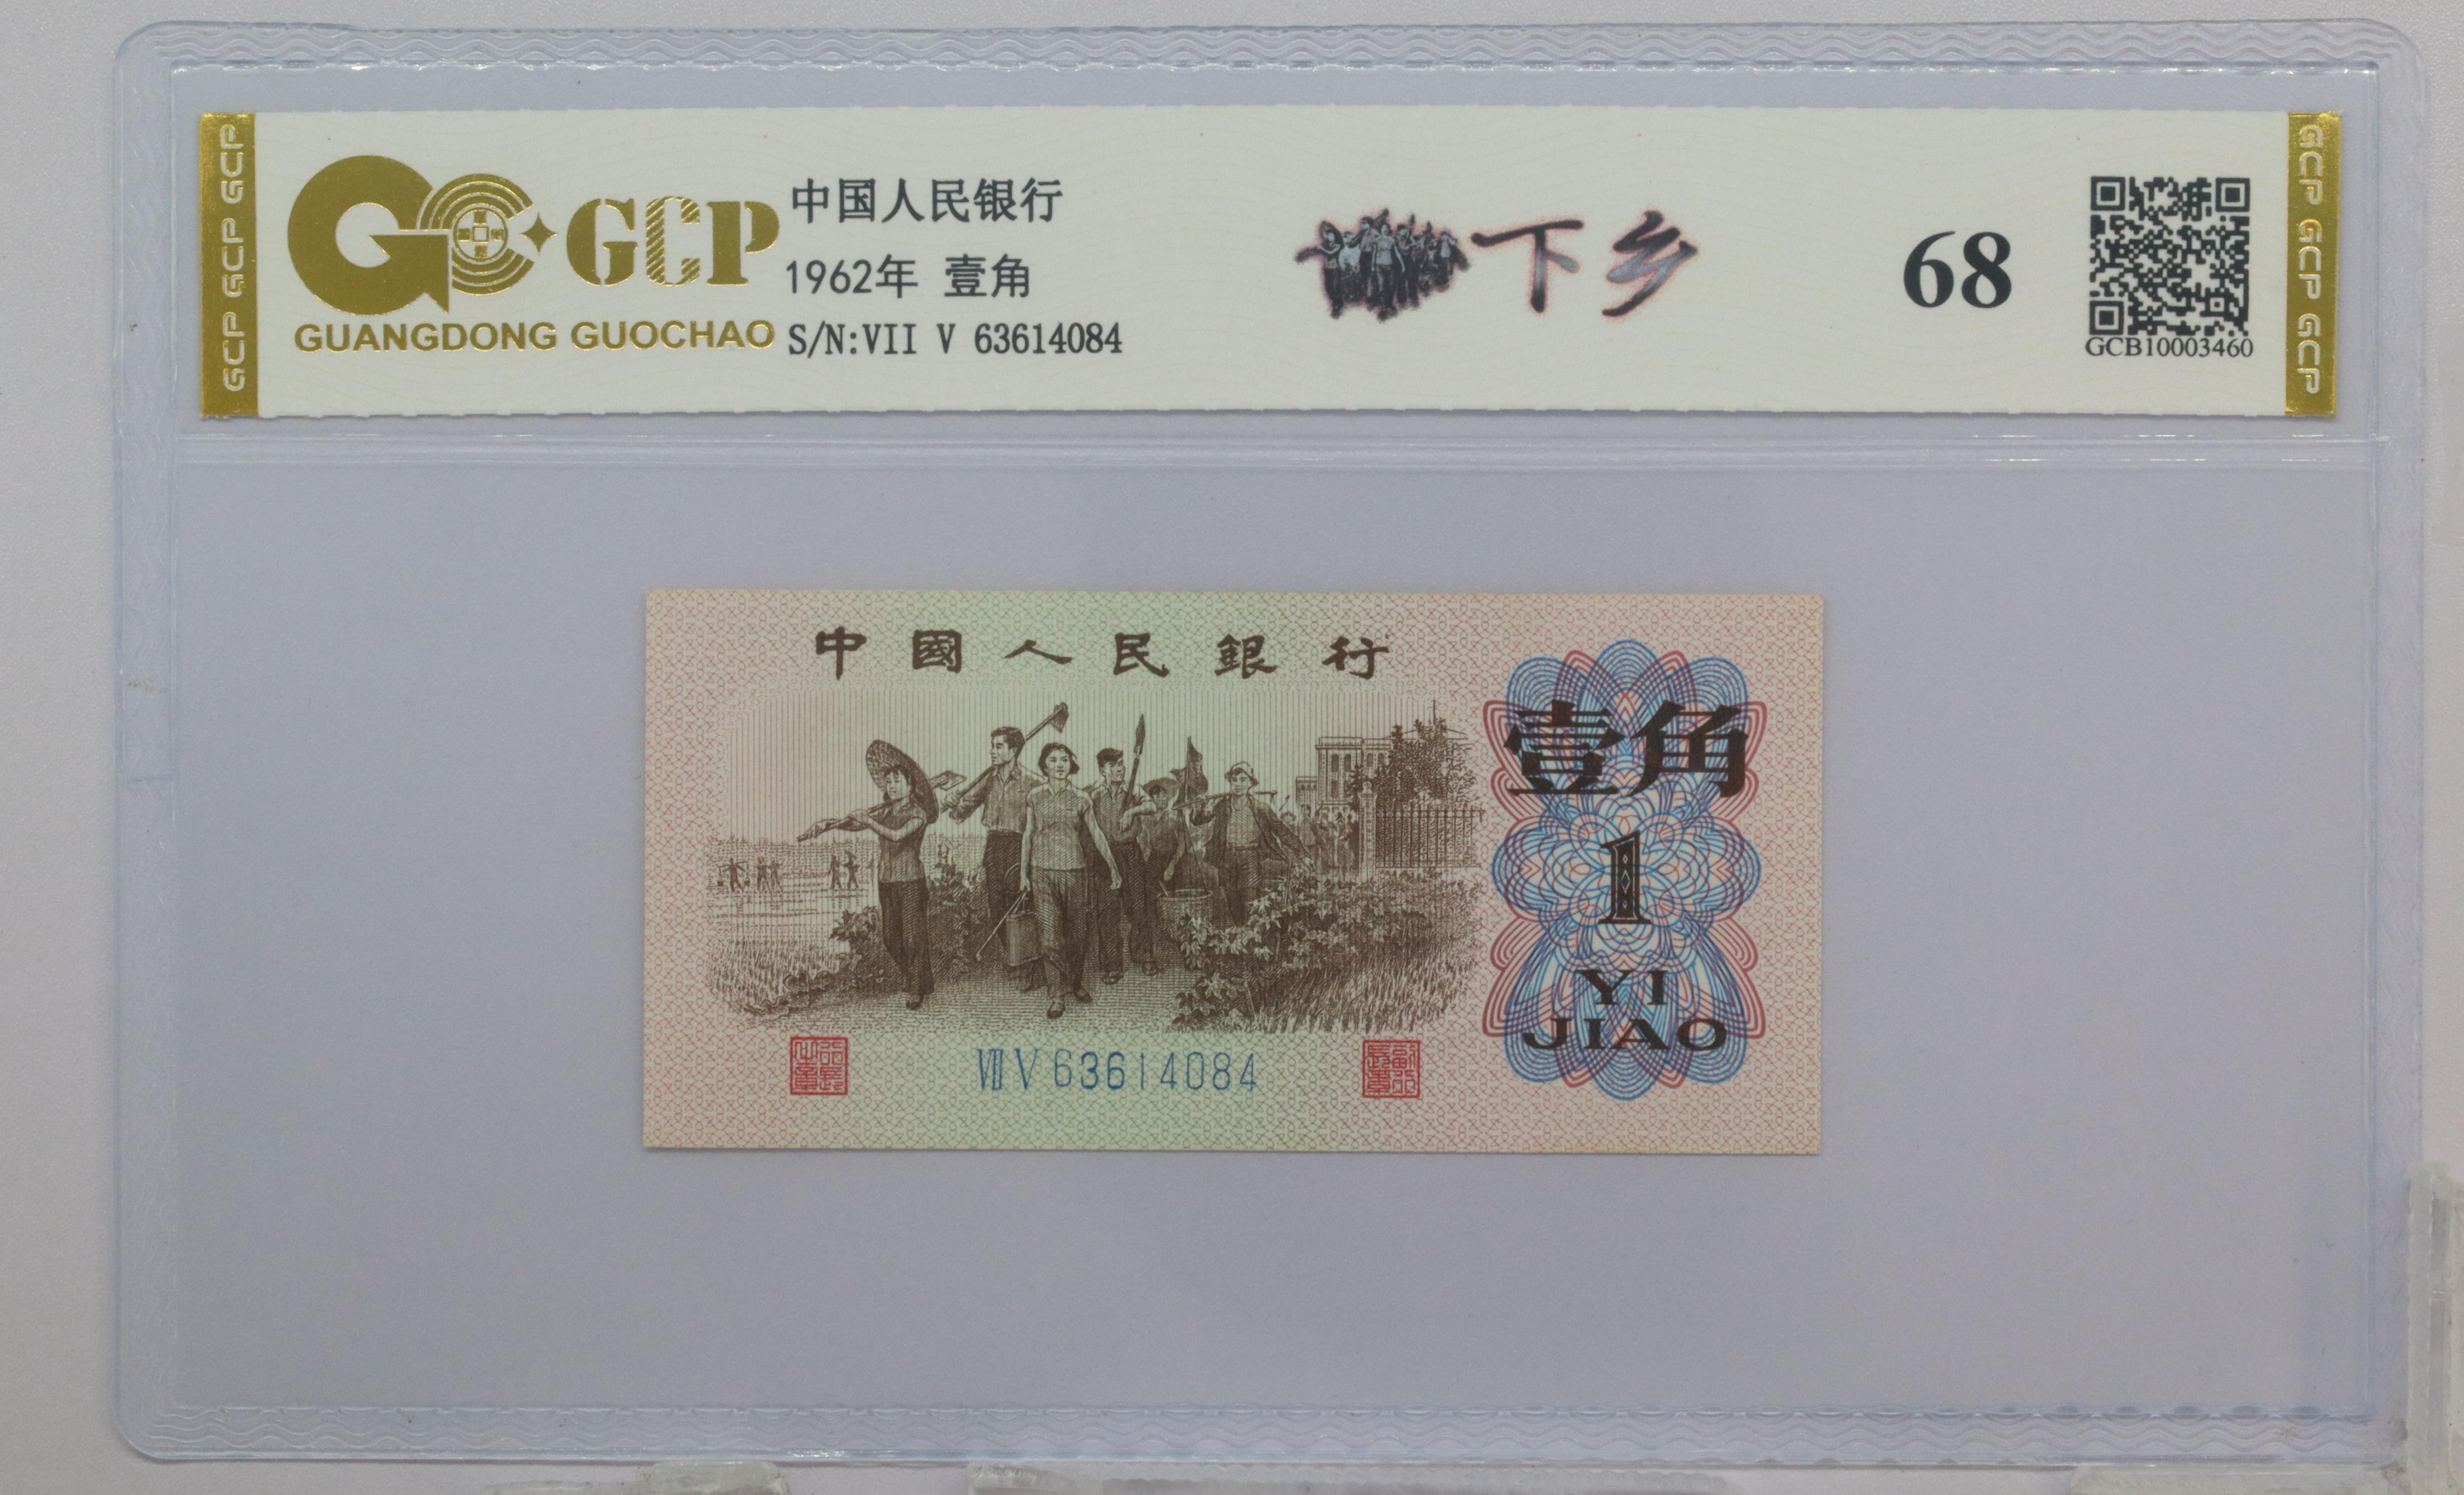 GCP GCP GCP
GCP
GUANGDONG GUOCHAO
中国人民银行
1962年 壹角
S/N:VII V 63614084
下乡
68
GCB10003460
GCP GCP GCP
中國人民銀行
壹角
1
YI
JIAO
ⅧⅤ63614084